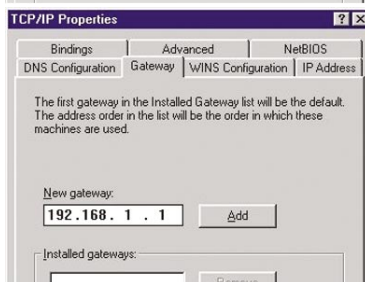 TCP/IP Properties
? X
Bindings Advanced NetBIOS
DNS Configuration Gateway WINS Configuration IP Address
The first gateway in the Installed Gateway list will be the default.
The address order in the list will be the order in which these
machines are used.
New gateway:
192.168. 1 . 1 Add
Installed gateways:
Remove